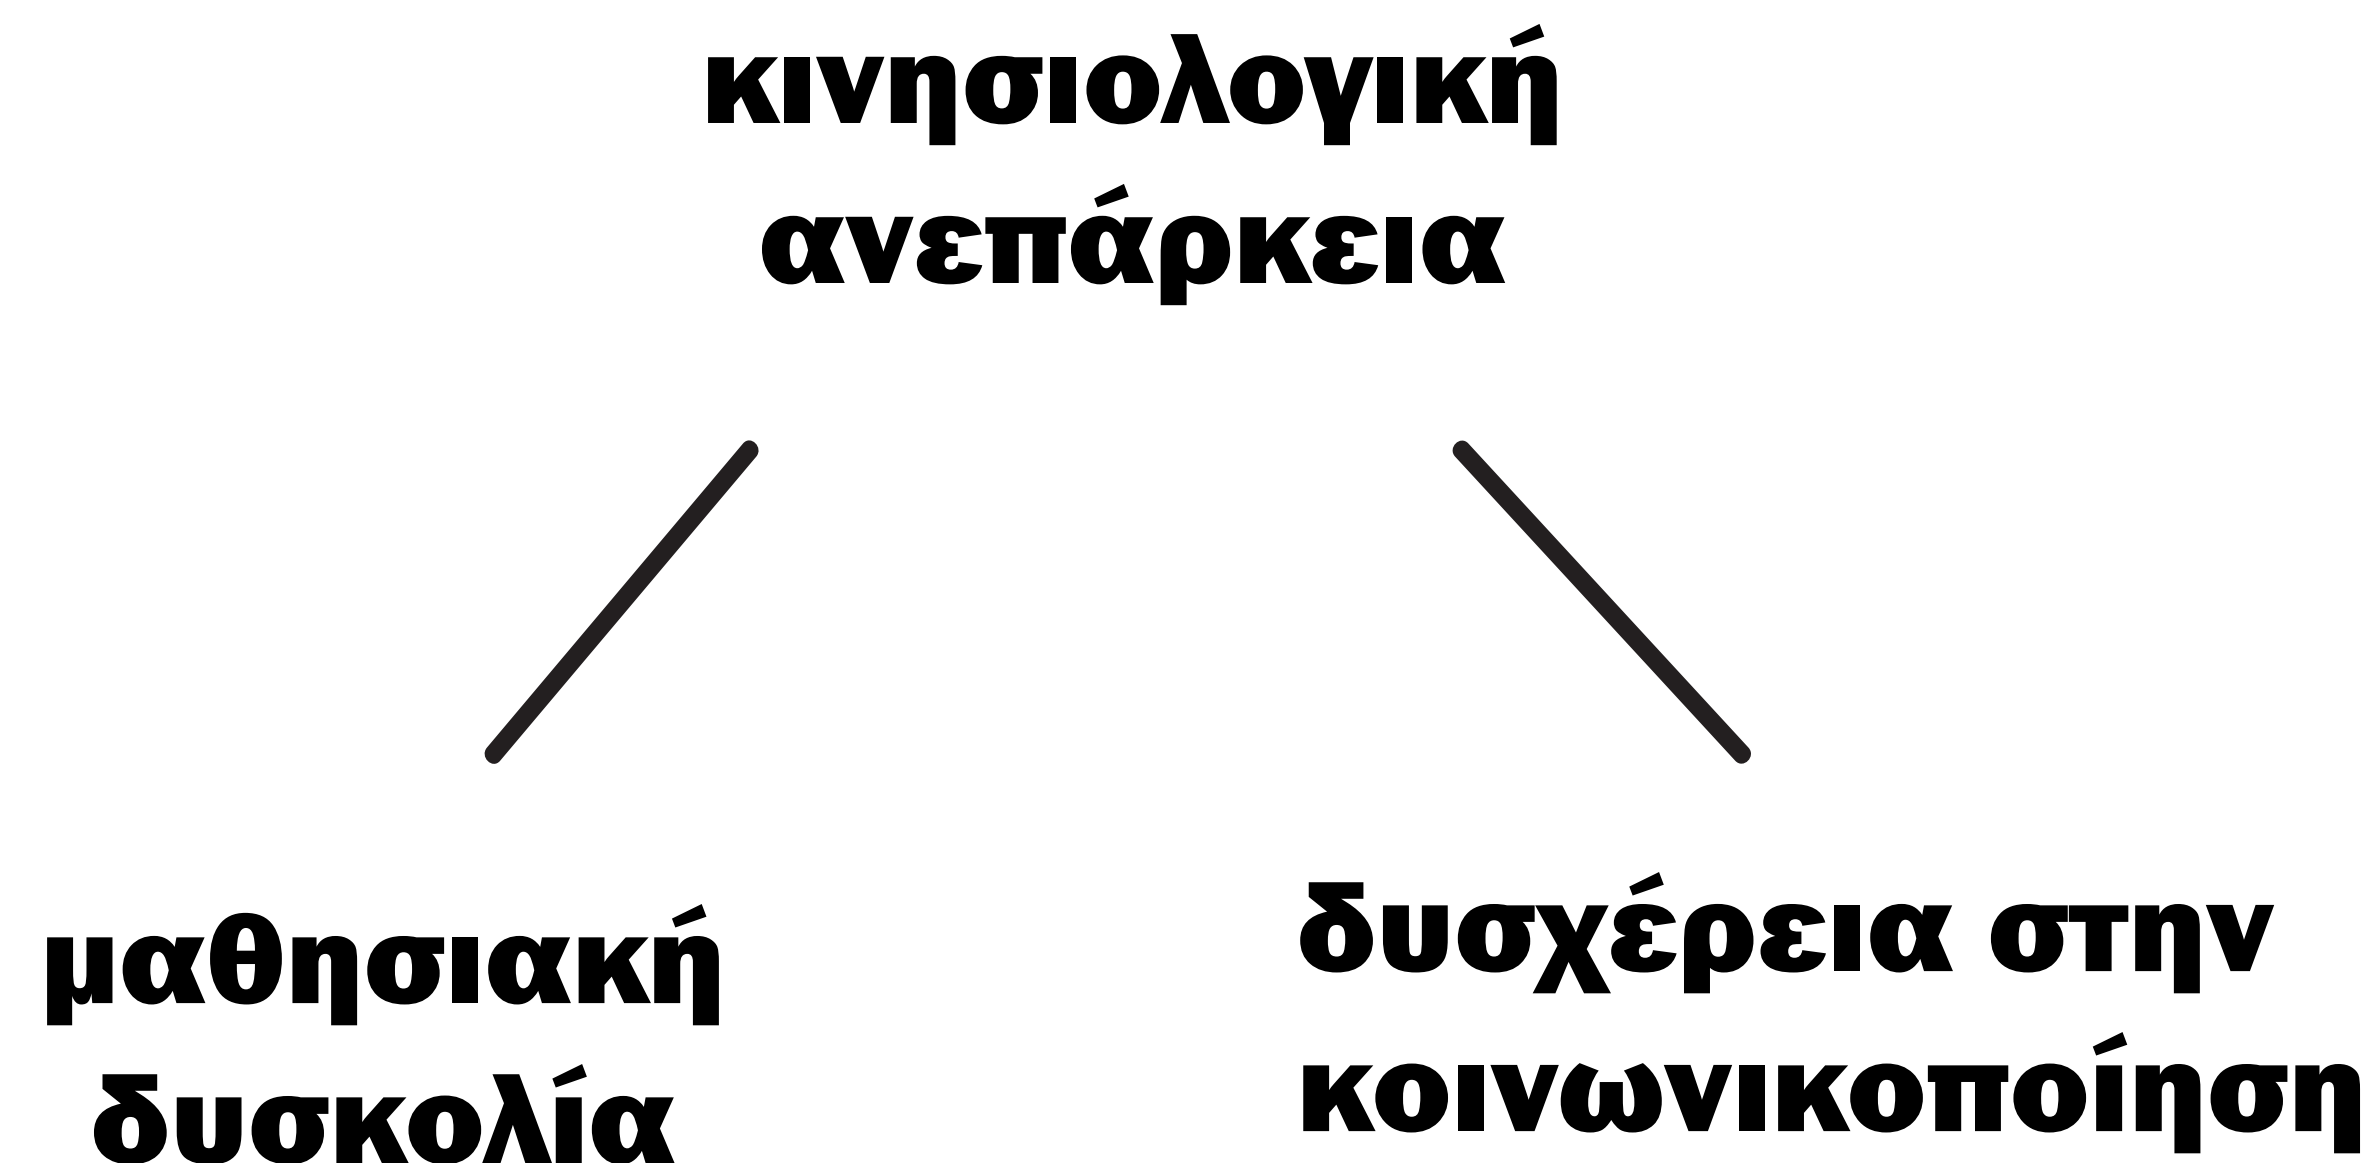 κινησιολογική
ανεπάρκεια
μαθησιακή
δυσκολία
δυσχέρεια στην
κοινωνικοποίηση